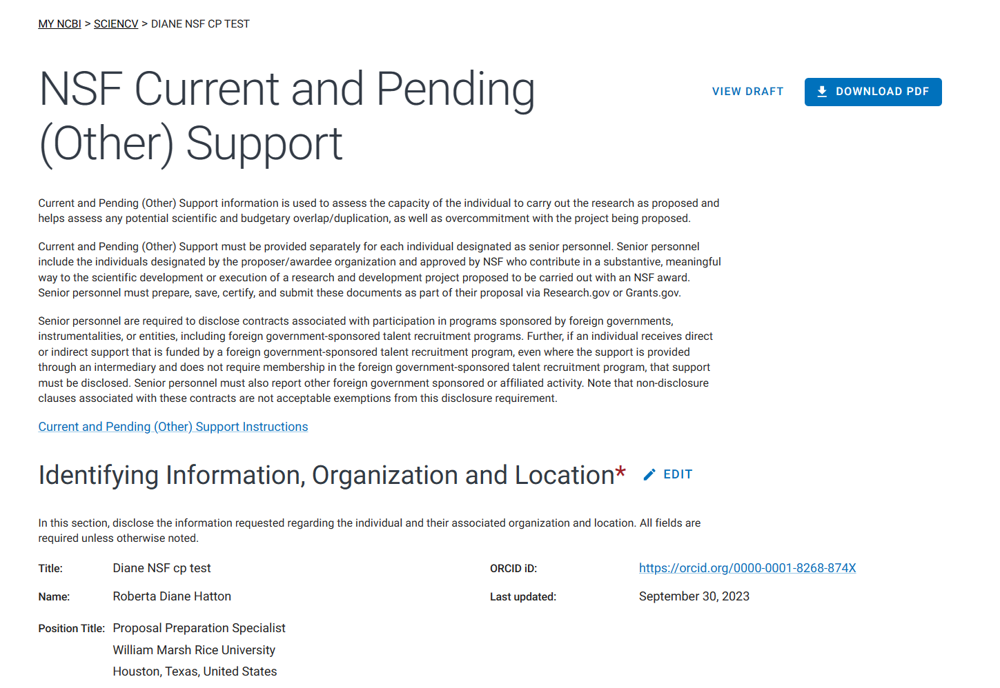 MY NCBI > SCIENCV > DIANE NSF CP TEST
NSF Current and Pending
(Other) Support
VIEW DRAFT
DOWNLOAD PDF
Current and Pending (Other) Support information is used to assess the capacity of the individual to carry out the research as proposed and
helps assess any potential scientific and budgetary overlap/duplication, as well as overcommitment with the project being proposed.
Current and Pending (Other) Support must be provided separately for each individual designated as senior personnel. Senior personnel
include the individuals designated by the proposer/awardee organization and approved by NSF who contribute in a substantive, meaningful
way to the scientific development or execution of a research and development project proposed to be carried out with an NSF award.
Senior personnel must prepare, save, certify, and submit these documents as part of their proposal via Research.gov or Grants.gov.
Senior personnel are required to disclose contracts associated with participation in programs sponsored by foreign governments,
instrumentalities, or entities, including foreign government-sponsored talent recruitment programs. Further, if an individual receives direct
or indirect support that is funded by a foreign government-sponsored talent recruitment program, even where the support is provided
through an intermediary and does not require membership in the foreign government-sponsored talent recruitment program, that support
must be disclosed. Senior personnel must also report other foreign government sponsored or affiliated activity. Note that non-disclosure
clauses associated with these contracts are not acceptable exemptions from this disclosure requirement.
Current and Pending (Other) Support Instructions
Identifying Information, Organization and Location* EDIT
In this section, disclose the information requested regarding the individual and their associated organization and location. All fields are
required unless otherwise noted.
Title: Diane NSF cp test
ORCID iD: https://orcid.org/0000-0001-8268-874X
Name: Roberta Diane Hatton
Last updated: September 30, 2023
Position Title: Proposal Preparation Specialist
William Marsh Rice University
Houston, Texas, United States